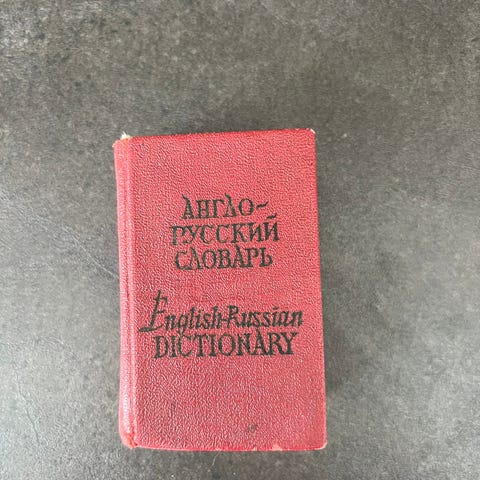 АНГЛО-
РУССКИЙ
СЛОВАРЬ
English-Russian
DICTIONARY